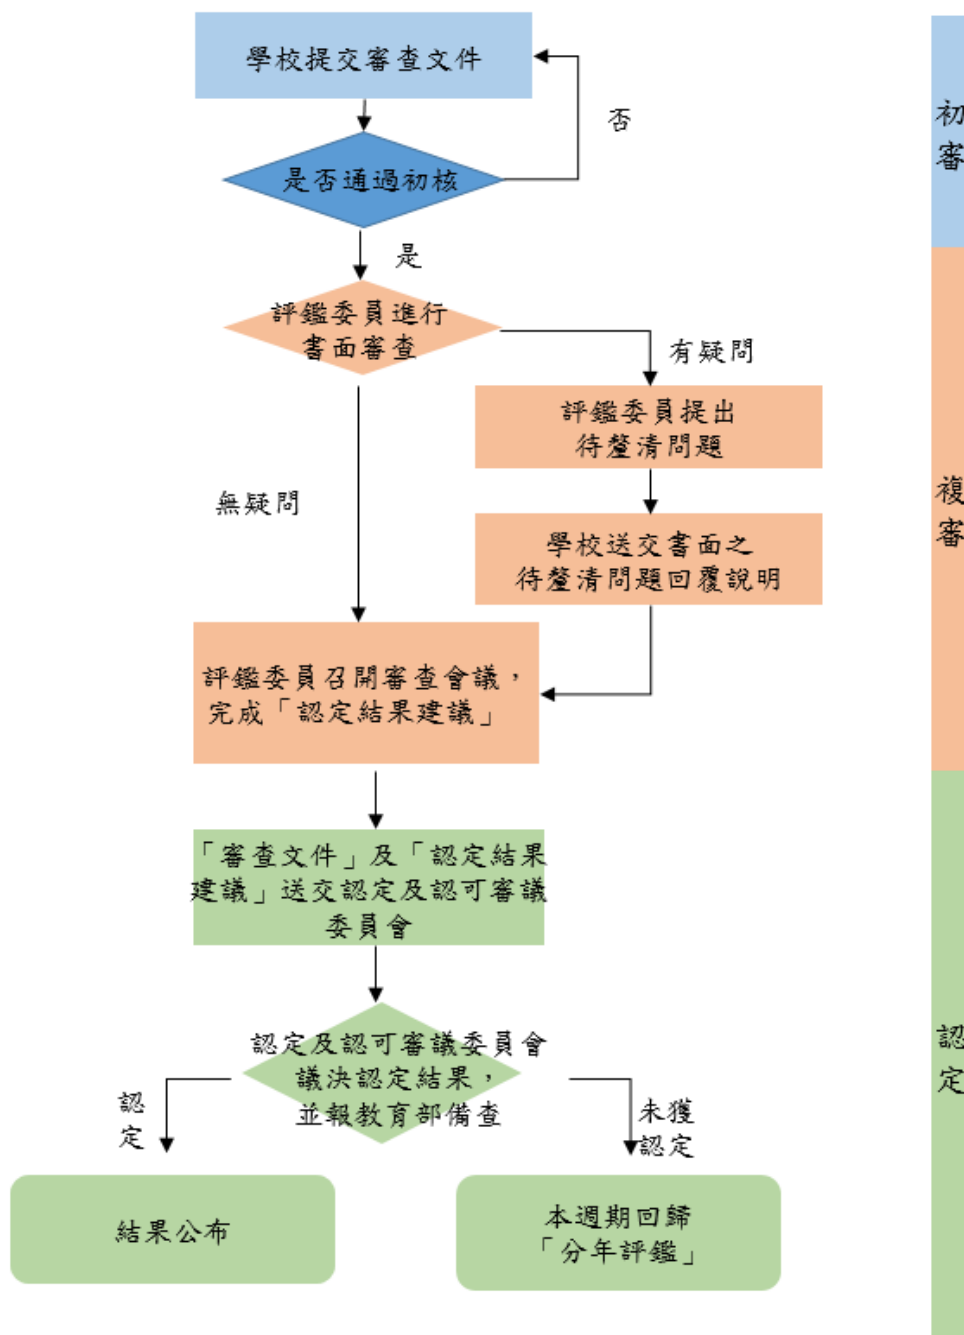 學校提交審查文件
否
是否通過初核
是
評鑑委員進行
書面審查
有疑問
評鑑委員提出
待釐清問題
無疑問
學校送交書面之
待釐清問題回覆說明
評鑑委員召開審查會議，
完成「認定結果建議」
「審查文件」及「認定結果
建議」送交認定及認可審議
委員會
認定及認可審議委員會
議決認定結果，
並報教育部備查
認
定
未獲
認定
結果公布
本週期回歸
「分年評鑑」
初
審
複
審
認
定